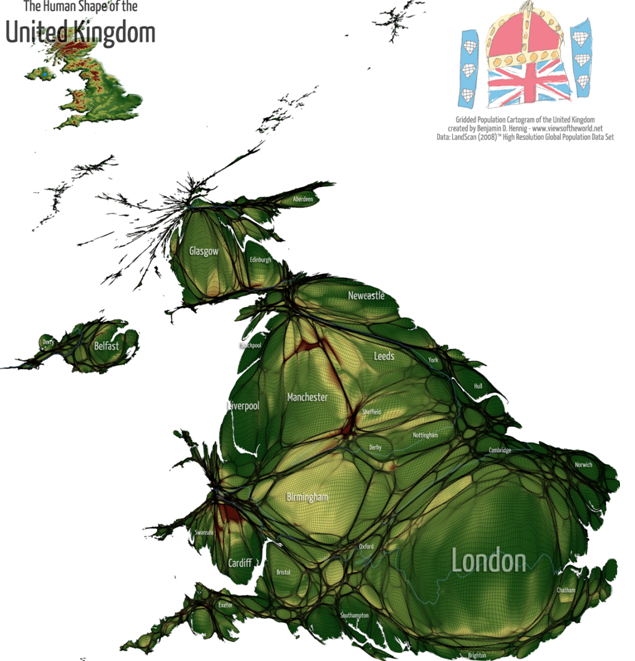 The Human Shape of the
United Kingdom
Gridded Population Cartogram of the United Kingdom
created by Benjamin D. Hennig - www.viewsoftheworld.net
Data: LandScan (2008)™ High Resolution Global Population Data Set
Aberdeen
Glasgow
Edinburgh
Newcastle
Derry
Belfast
Blackpool
Leeds
York
Hull
Liverpool
Manchester
Sheffield
Nottingham
Derby
Cambridge
Norwich
Birmingham
Swansea
Cardiff
Oxford
London
Bristol
Chatham
Exeter
Southampton
Brighton